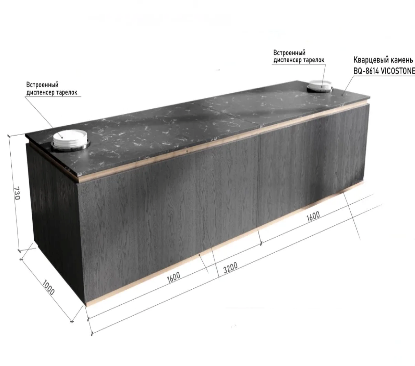 Встроенный
диспенсер тарелок
Встроенный
диспенсер тарелок
Кварцевый камень
BQ-8614 VICOSTONE
730
1000
1600
3200
1600